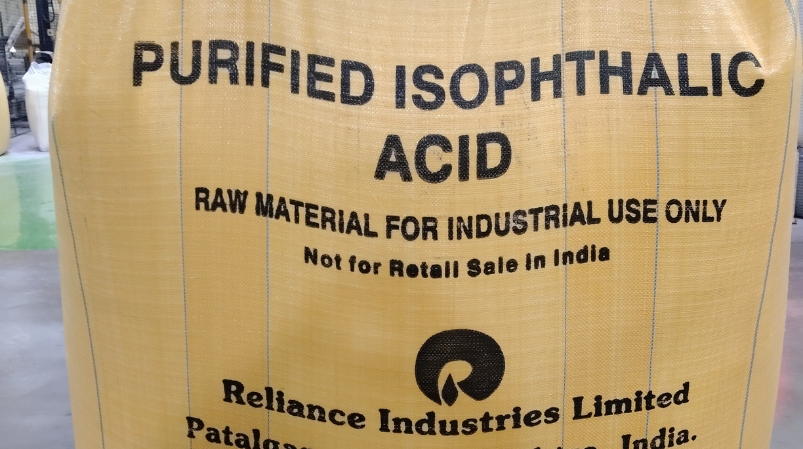 PURIFIED ISOPHTHALIC
ACID
RAW MATERIAL FOR INDUSTRIAL USE ONLY
Not for Retail Sale in India
Reliance Industries Limited
India.